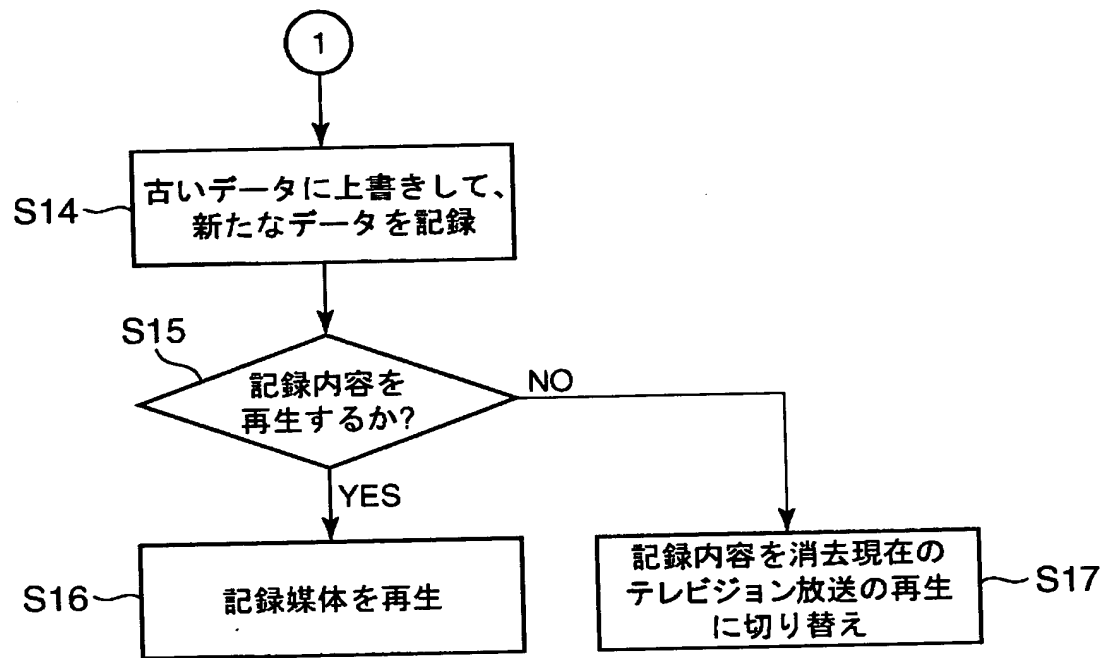 1
S14
古いデータに上書きして、
新たなデータを記録
S15
記録内容を
再生するか?
NO
YES
S16
記録媒体を再生
記録内容を消去現在の
テレビジョン放送の再生
に切り替え
S17